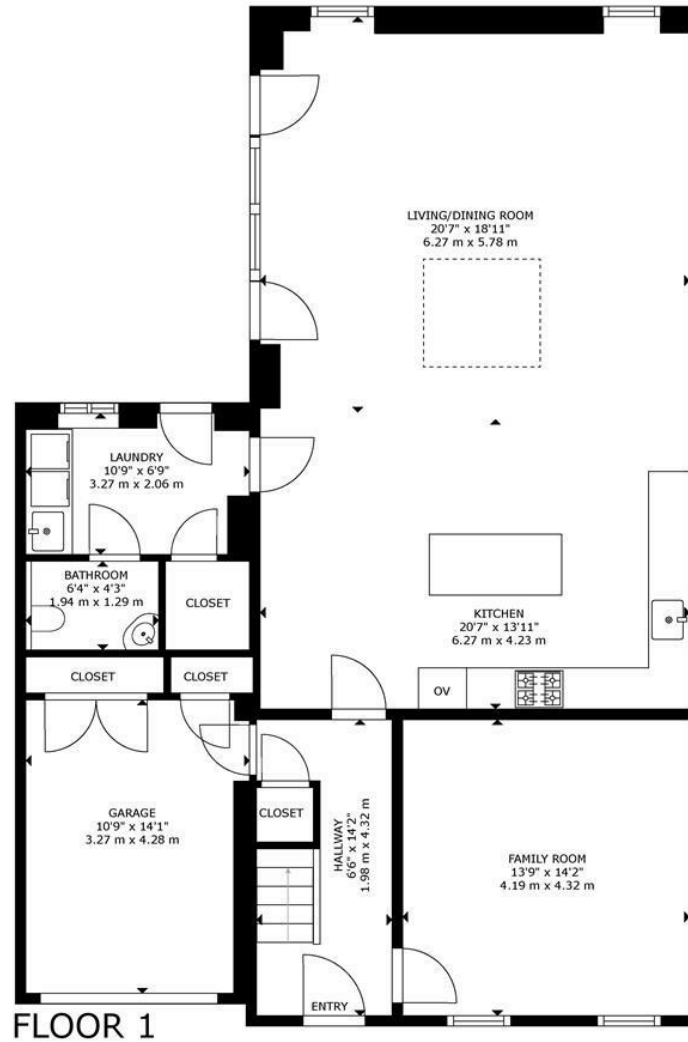 LIVING/DINING ROOM
20'7" x 18'11"
6.27 m x 5.78 m
LAUNDRY
10'9" x 6'9"
3.27 m x 2.06 m
BATHROOM
6'4" x 4'3"
1.94 m x 1.29 m
CLOSET
KITCHEN
20'7" x 13'11"
6.27 m x 4.23 m
OV
CLOSET
CLOSET
GARAGE
10'9" x 14'1"
3.27 m x 4.28 m
CLOSET
HALLWAY
6'6" x 14'2"
1.98 m x 4.32 m
FAMILY ROOM
13'9" x 14'2"
4.19 m x 4.32 m
ENTRY
FLOOR 1